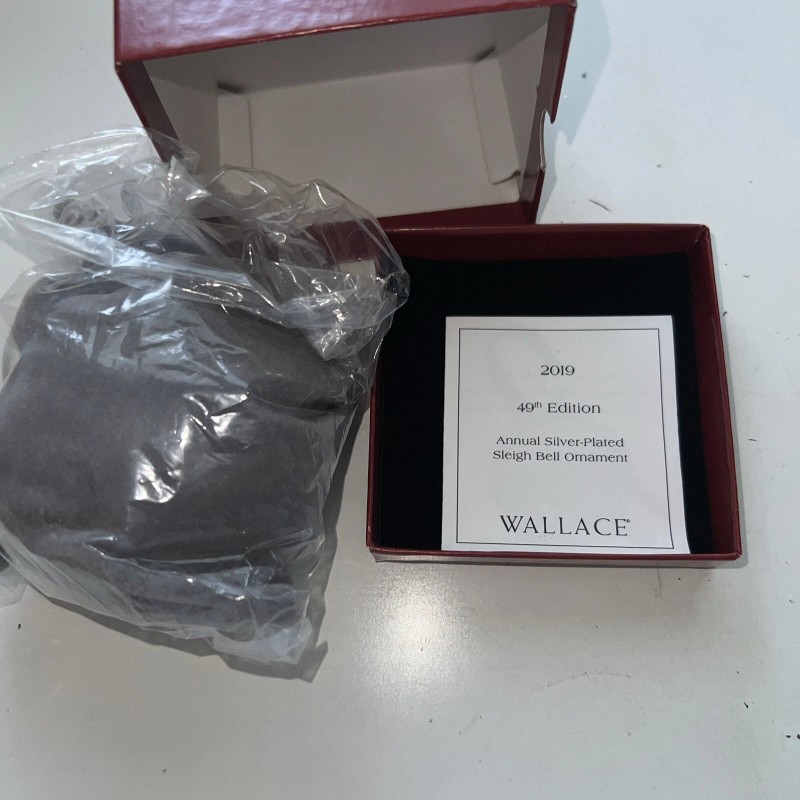 2019
49th Edition
Annual Silver-Plated
Sleigh Bell Ornament
WALLACE®